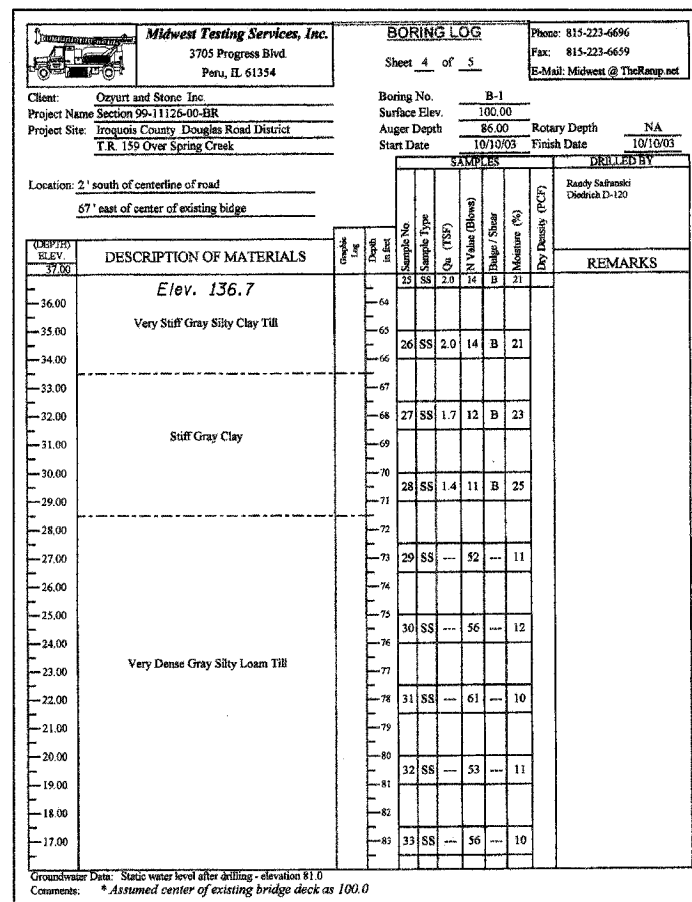 Midwest Testing Services, Inc.
3705 Progress Blvd.
Peru, IL 61354
BORING LOG
Sheet 4 of 5
Phone: 815-223-6696
Fax: 815-223-6659
E-Mail: Midwest @ TheRamp.net
Client: Ozyurt and Stone Inc.
Project Name Section 99-11126-00-BR
Project Site: Iroquois County Douglas Road District
T.R. 159 Over Spring Creek
Boring No. B-1
Surface Elev. 100.00
Auger Depth 86.00 Rotary Depth NA
Start Date 10/10/03 Finish Date 10/10/03
Location: 2 ' south of centerline of road
67 ' east of center of existing bidge
SAMPLES
DRILLED BY
Randy Safranski
Diedrich D-120
(DEPTH)
ELEV.
37.00
DESCRIPTION OF MATERIALS
Graphic Log
Depth in feet
Sample No.
Sample Type
Qu (TSF)
N Value (Blows)
Bulge / Shear
Moisture (%)
Dry Density (PCF)
REMARKS
Elev. 136.7
25 SS 2.0 14 B 21
36.00 64
Very Stiff Gray Silty Clay Till
35.00 65
26 SS 2.0 14 B 21
34.00 66
33.00 67
32.00 68 27 SS 1.7 12 B 23
Stiff Gray Clay
31.00 69
30.00 70
28 SS 1.4 11 B 25
29.00 71
28.00 72
27.00 73 29 SS --- 52 --- 11
26.00 74
25.00 75
30 SS --- 56 --- 12
24.00 76
Very Dense Gray Silty Loam Till
23.00 77
22.00 78 31 SS --- 61 --- 10
21.00 79
20.00 80
32 SS --- 53 --- 11
19.00 81
18.00 82
17.00 83 33 SS --- 56 --- 10
Groundwater Data: Static water level after drilling - elevation 81.0
Comments: * Assumed center of existing bridge deck as 100.0